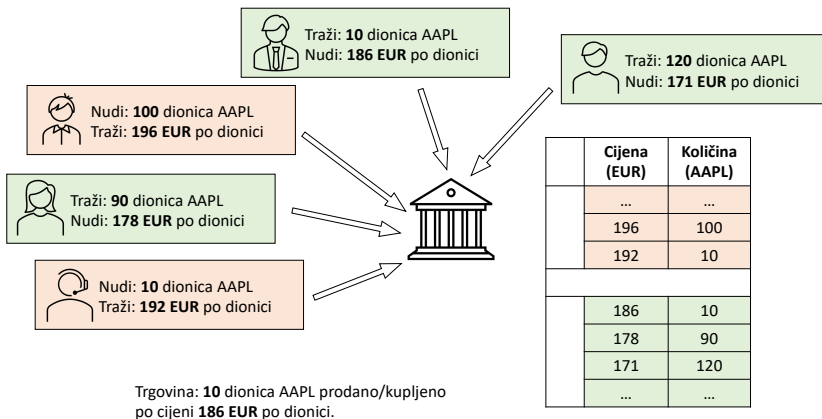 Traži: 10 dionica AAPL
Nudi: 186 EUR po dionici
Traži: 120 dionica AAPL
Nudi: 171 EUR po dionici
Nudi: 100 dionica AAPL
Traži: 196 EUR po dionici
Traži: 90 dionica AAPL
Nudi: 178 EUR po dionici
Nudi: 10 dionica AAPL
Traži: 192 EUR po dionici
Cijena Količina
(EUR) (AAPL)
... ...
196 100
192 10
186 10
178 90
171 120
... ...
Trgovina: 10 dionica AAPL prodano/kupljeno
po cijeni 186 EUR po dionici.